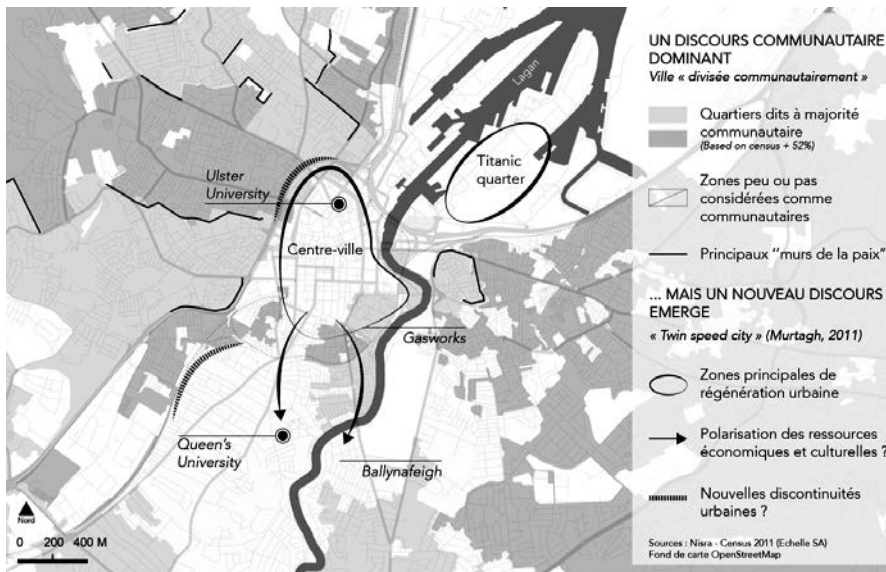 Lagan
Titanic
quarter
Ulster
University
Centre-ville
Gasworks
Queen's
University
Ballynafeigh
Nord
0 200 400 M
UN DISCOURS COMMUNAUTAIRE
DOMINANT
Ville « divisée communautairement »
Quartiers dits à majorité
communautaire
(Based on census + 52%)
Zones peu ou pas
considérées comme
communautaires
Principaux "murs de la paix"
... MAIS UN NOUVEAU DISCOURS
EMERGE
« Twin speed city » (Murtagh, 2011)
Zones principales de
régénération urbaine
Polarisation des ressources
économiques et culturelles ?
Nouvelles discontinuités
urbaines ?
Sources : Nisra - Census 2011 (Echelle SA)
Fond de carte OpenStreetMap